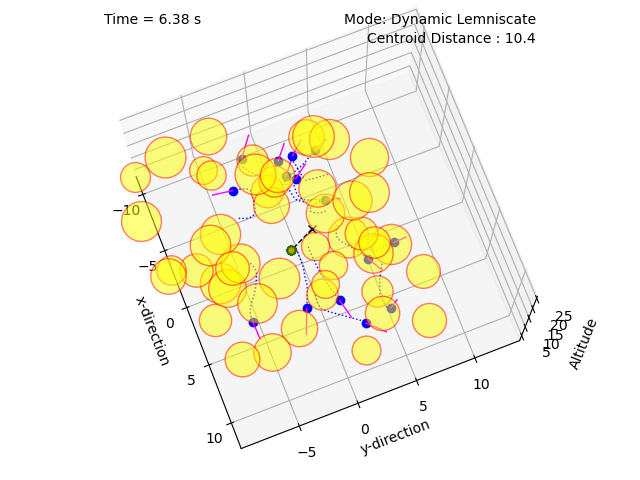 Time = 6.38 s
Mode: Dynamic Lemniscate
Centroid Distance : 10.4
−10
−5
0
5
10
x-direction
−5
0
5
10
y-direction
5
10
15
20
25
Altitude